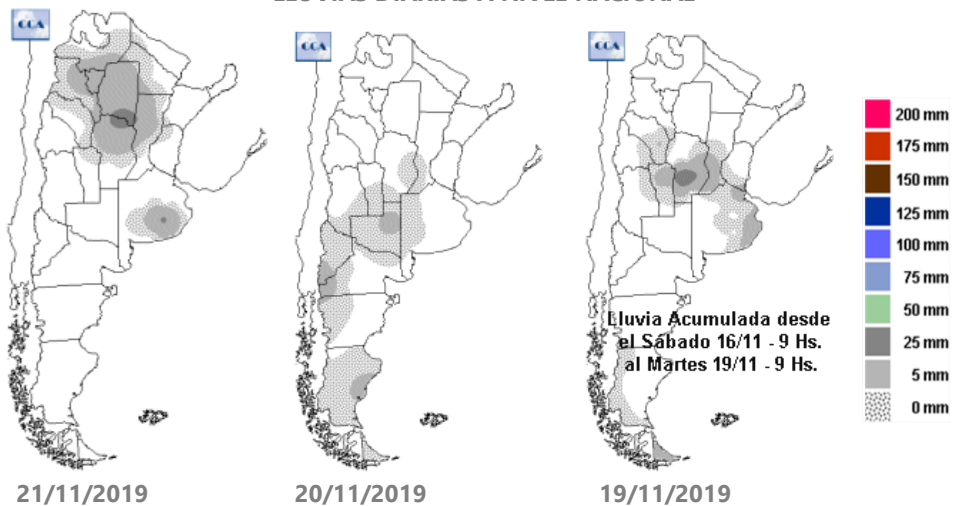 CCA
CCA
CCA
200 mm
175 mm
150 mm
125 mm
100 mm
75 mm
50 mm
25 mm
5 mm
0 mm
Lluvia Acumulada desde
el Sábado 16/11 - 9 Hs.
al Martes 19/11 - 9 Hs.
21/11/2019
20/11/2019
19/11/2019